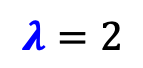 λ = 2